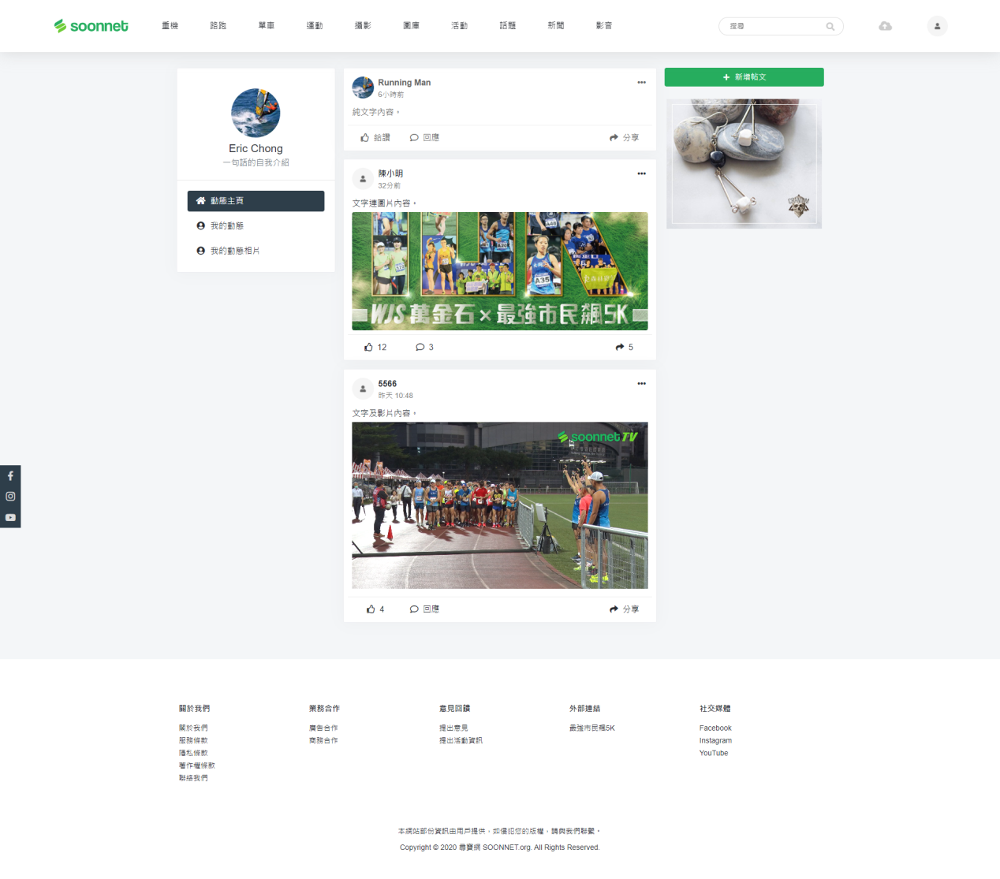 soonnet
重機 路跑 單車 運動 攝影 圖庫 活動 話題 新聞 影音
搜尋
Eric Chong
一句話的自我介紹
動態主頁
我的動態
我的動態相片
Running Man
6小時前
純文字內容。
給讚 回應 分享
陳小明
32分前
文字連圖片內容。
A35
WJS 萬金石×最強市民飆5K
12 3 5
5566
昨天 10:48
文字及影片內容。
soonnet TV
4 回應 分享
新增帖文
關於我們
關於我們
服務條款
隱私條款
著作權條款
聯絡我們
業務合作
廣告合作
商務合作
意見回饋
提出意見
提出活動資訊
外部連結
最強市民飆5K
社交媒體
Facebook
Instagram
YouTube
本網站部份資訊由用戶提供，如侵犯您的版權，請與我們聯繫。
Copyright © 2020 尋寶網 SOONNET.org. All Rights Reserved.